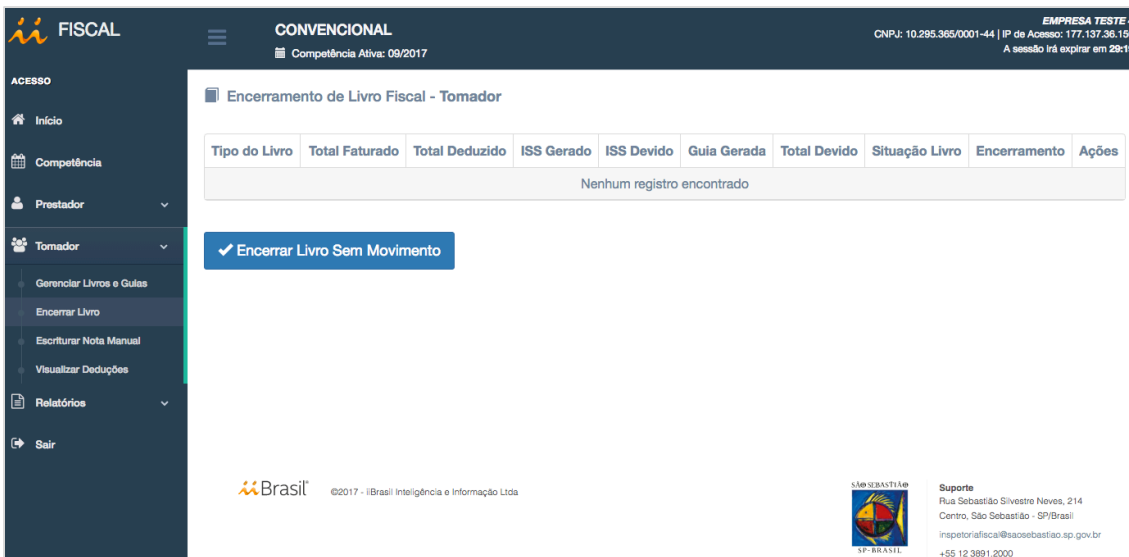 FISCAL
CONVENCIONAL
Competência Ativa: 09/2017
EMPRESA TESTE
CNPJ: 10.295.365/0001-44 | IP de Acesso: 177.137.36.15
A sessão irá expirar em 29:1
ACESSO
Início
Competência
Prestador
Tomador
Gerenciar Livros e Guias
Encerrar Livro
Escriturar Nota Manual
Visualizar Deduções
Relatórios
Sair
Encerramento de Livro Fiscal - Tomador
Tipo do Livro Total Faturado Total Deduzido ISS Gerado ISS Devido Guia Gerada Total Devido Situação Livro Encerramento Ações
Nenhum registro encontrado
Encerrar Livro Sem Movimento
iiBrasil
©2017 - iiBrasil Inteligência e Informação Ltda
SÃO SEBASTIÃO
SP-BRASIL
Suporte
Rua Sebastião Silvestre Neves, 214
Centro, São Sebastião - SP/Brasil
inspetoriafiscal@saosebastiao.sp.gov.br
+55 12 3891.2000